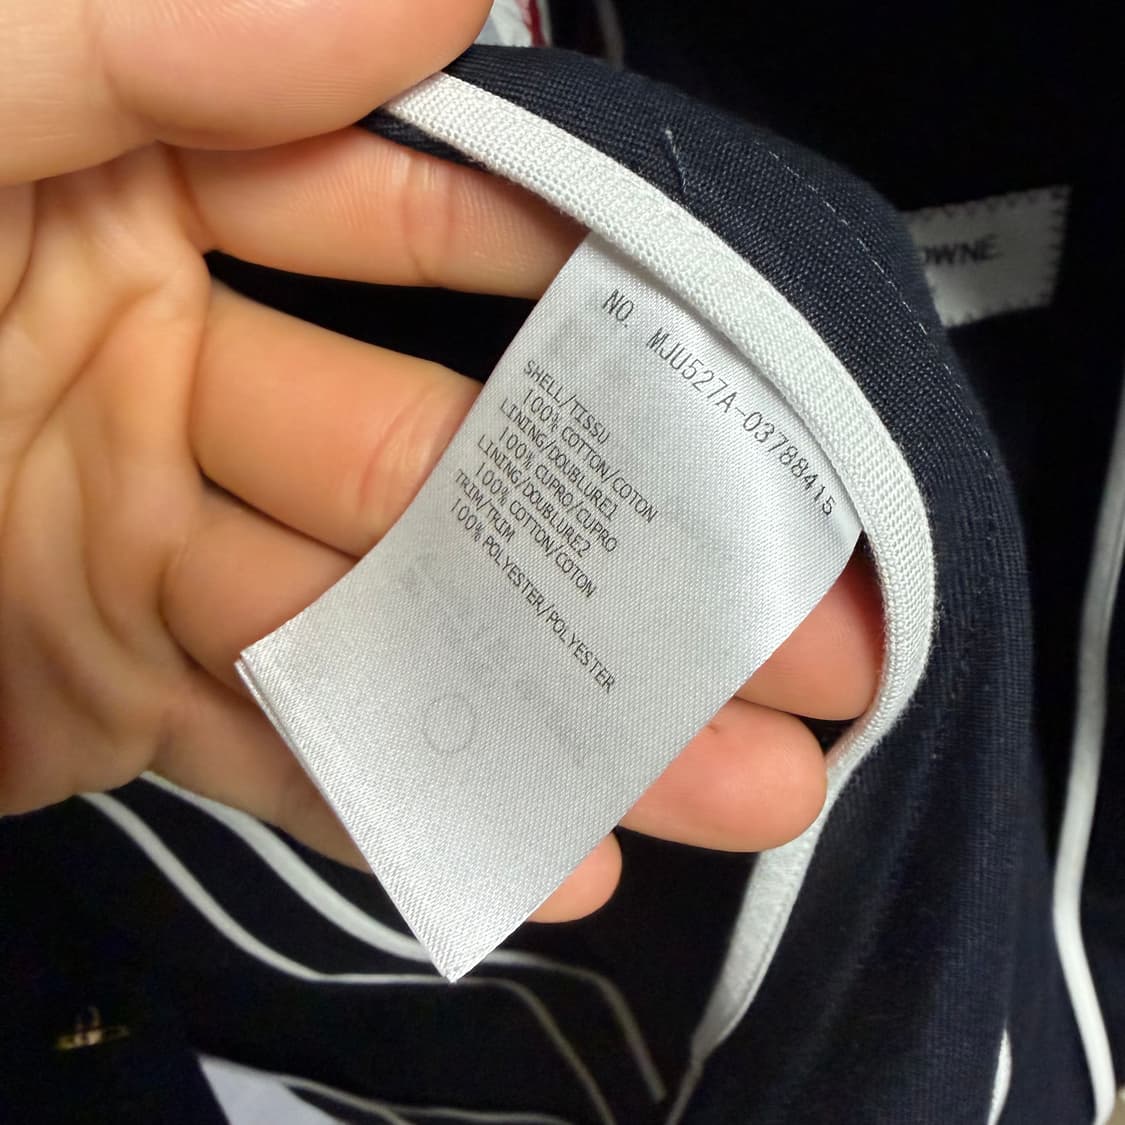 NO. MJU527A-03788415
SHELL/TISSU
100% COTTON/COTON
LINING/DOUBLURE1
100% CUPRO/CUPRO
LINING/DOUBLURE2
100% COTTON/COTON
TRIM/TRIM
100% POLYESTER/POLYESTER
OWNE